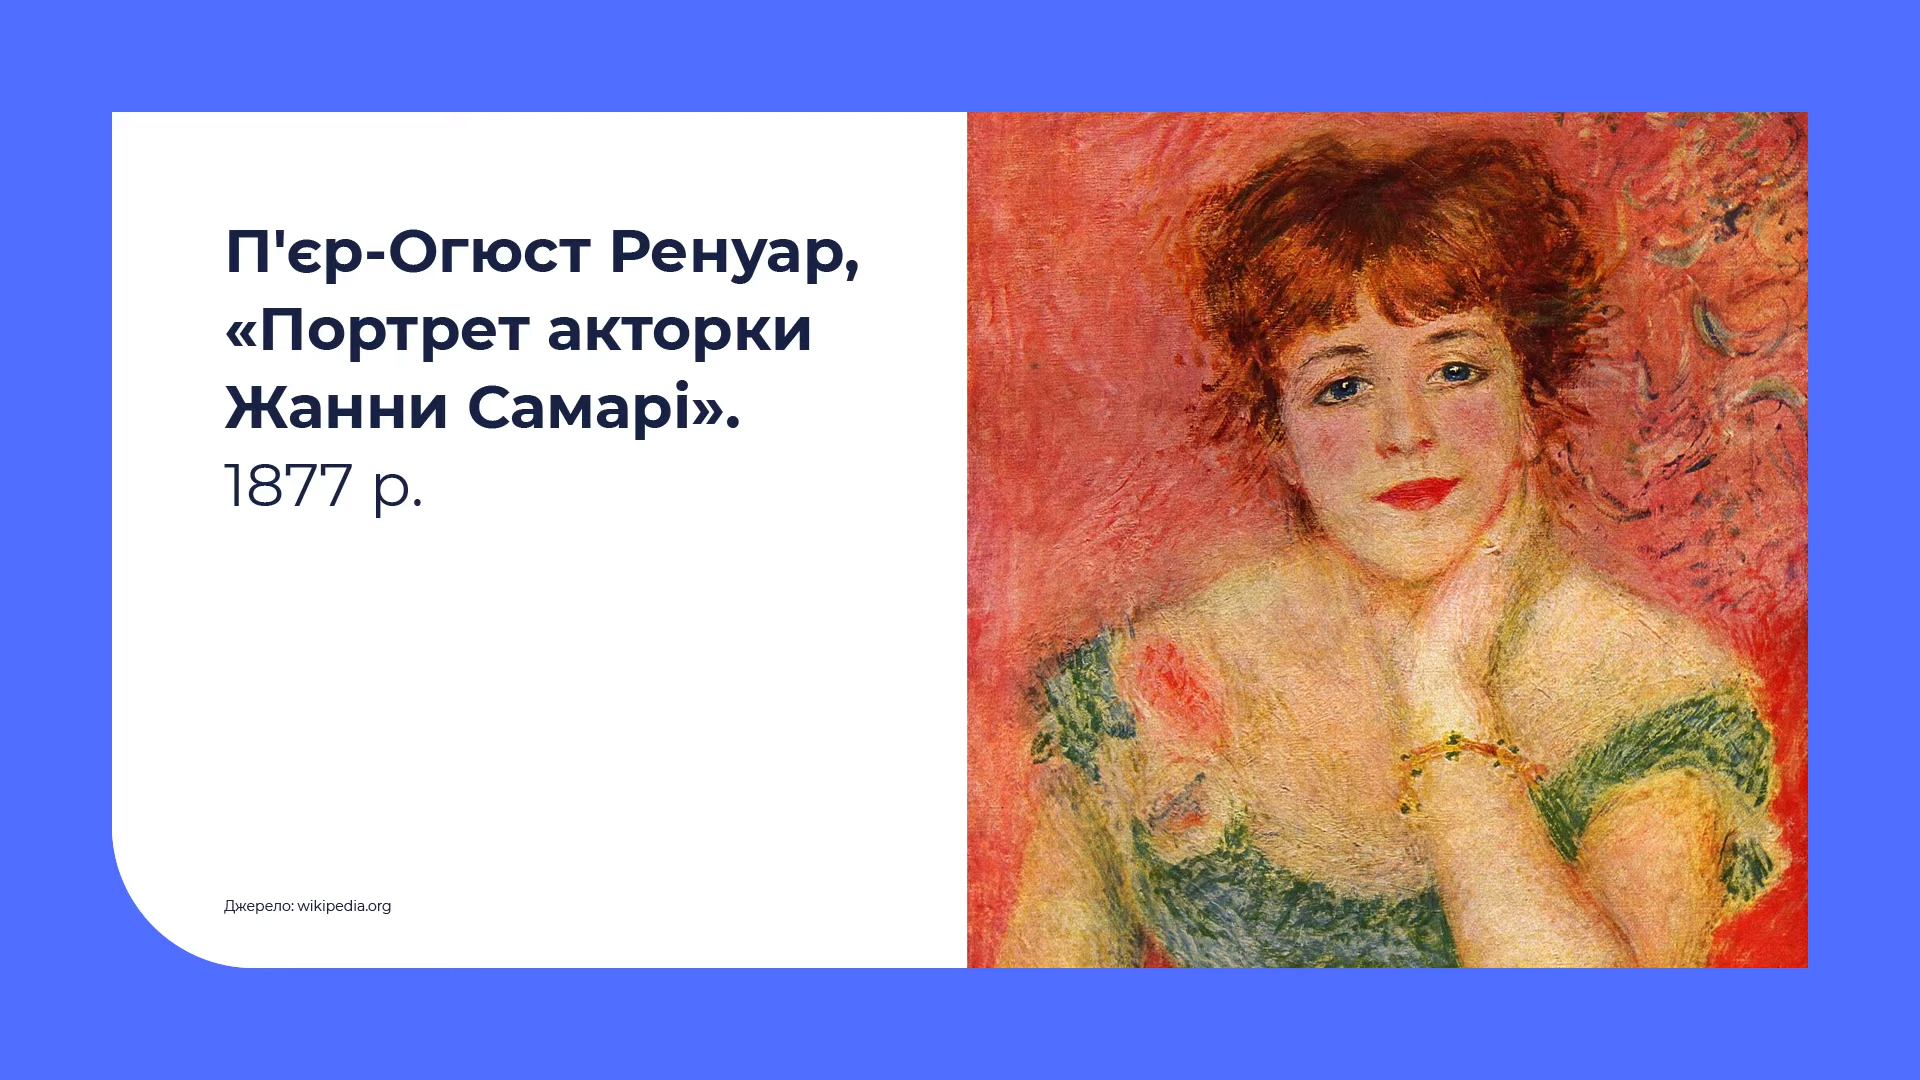 П'єр-Огюст Ренуар,
«Портрет акторки
Жанни Самарі».
1877 р.
Джерело: wikipedia.org